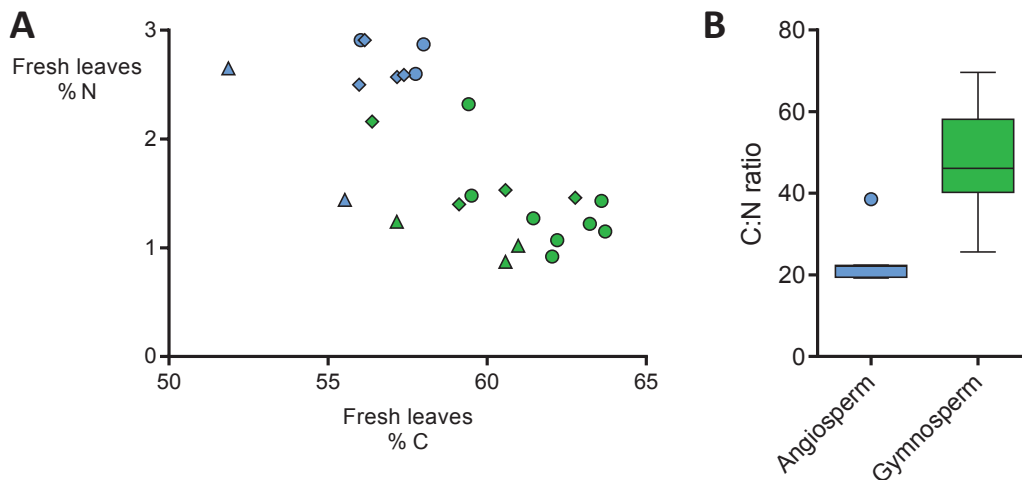 A
Fresh leaves
% N
3
2
1
0
50
55
60
65
Fresh leaves
% C
B
C:N ratio
80
60
40
20
0
Angiosperm
Gymnosperm